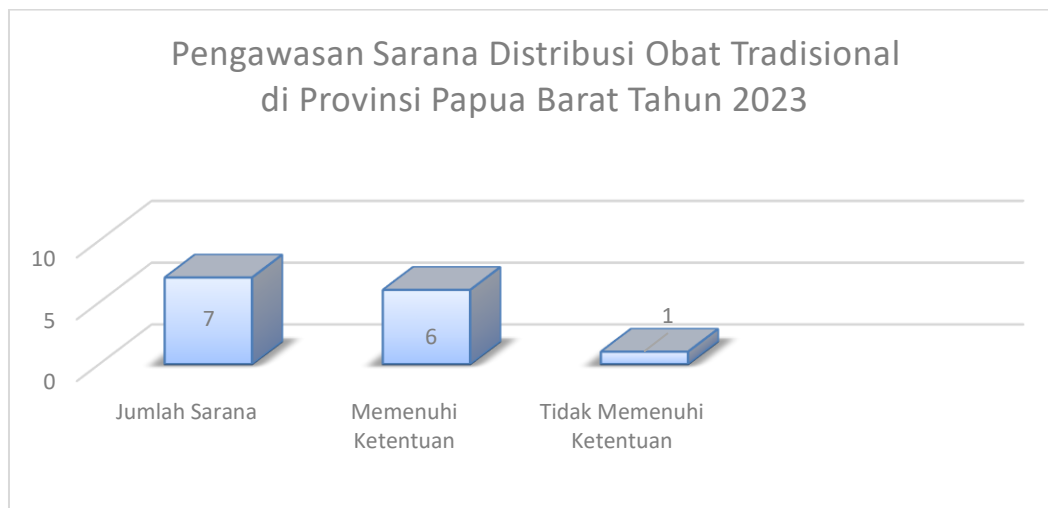 Pengawasan Sarana Distribusi Obat Tradisional
di Provinsi Papua Barat Tahun 2023
10
5
0
7
6
1
Jumlah Sarana
Memenuhi
Ketentuan
Tidak Memenuhi
Ketentuan